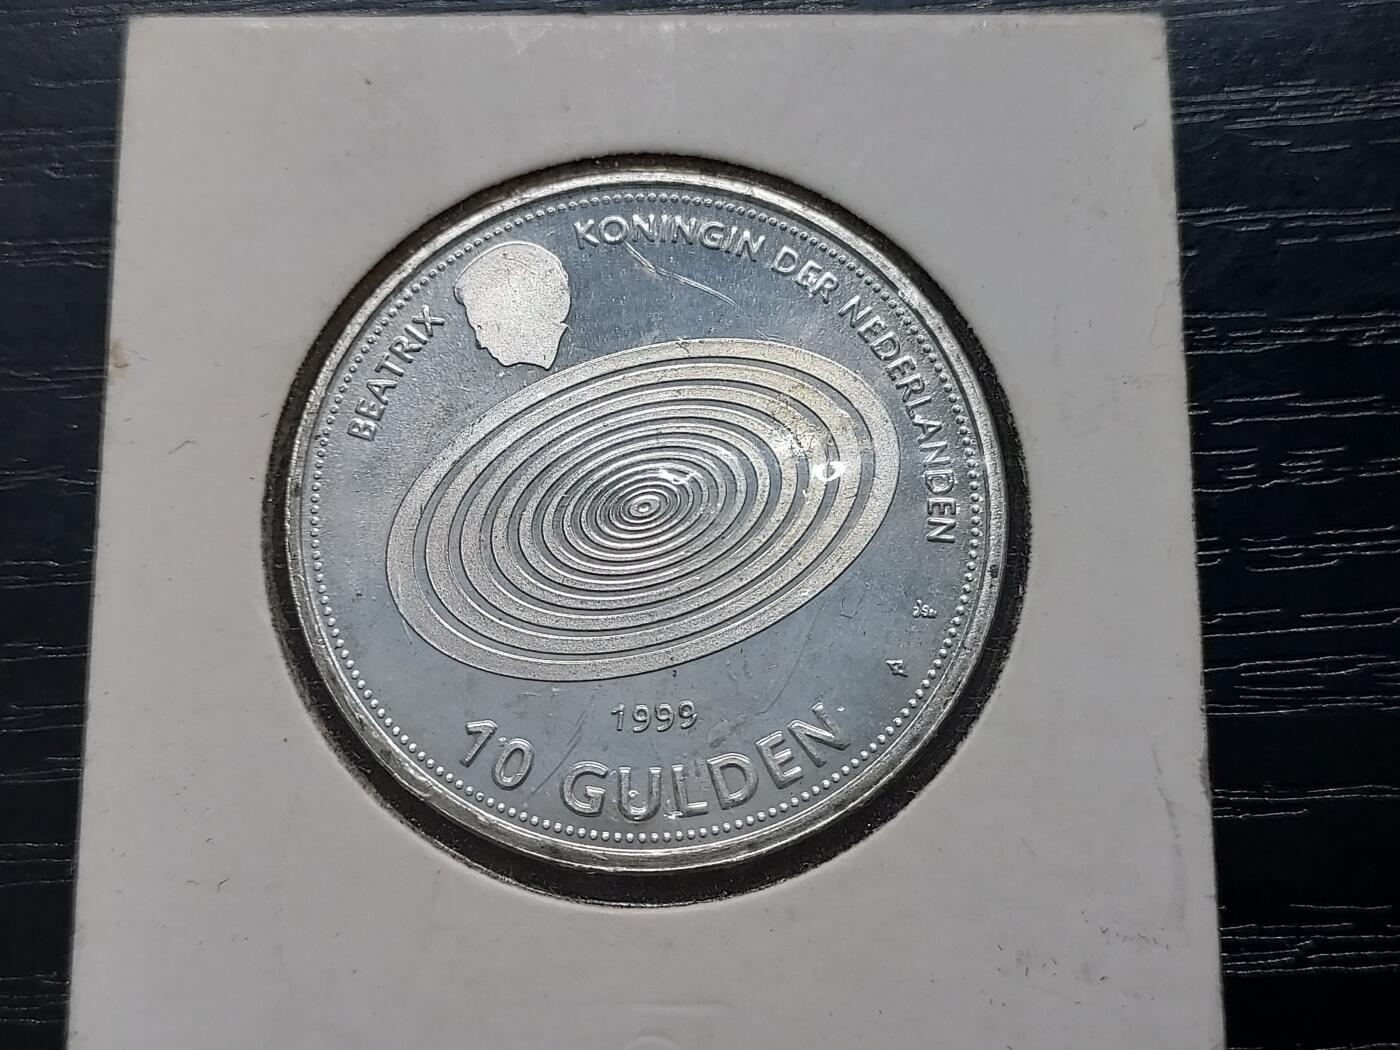 BEATRIX KONINGIN DER NEDERLANDEN
1999
10 GULDEN